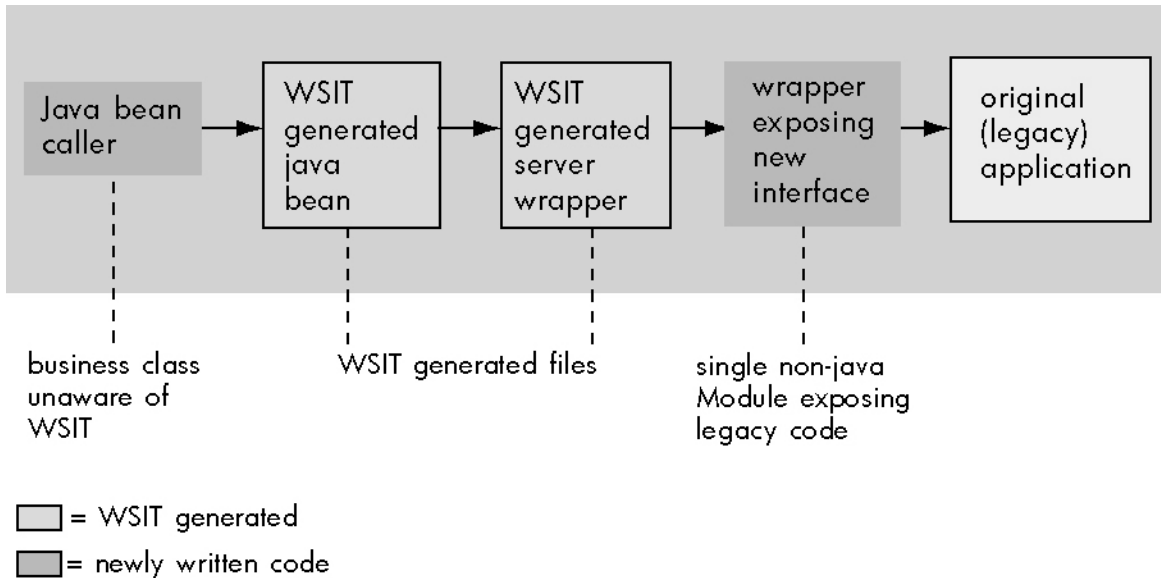 Java bean
caller
WSIT
generated
java
bean
WSIT
generated
server
wrapper
wrapper
exposing
new
interface
original
(legacy)
application
business class
unaware of
WSIT
WSIT generated files
single non-java
Module exposing
legacy code
= WSIT generated
= newly written code